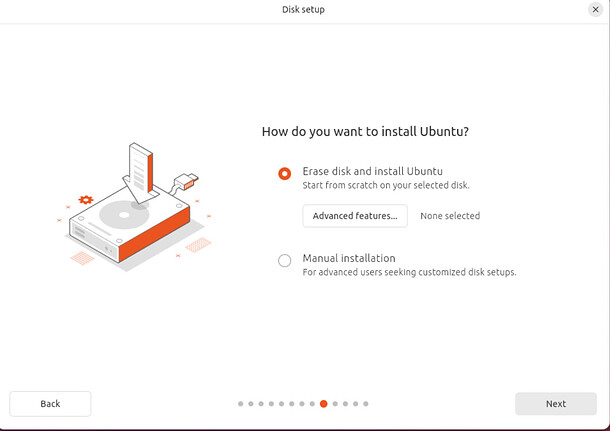 Disk setup
How do you want to install Ubuntu?
Erase disk and install Ubuntu
Start from scratch on your selected disk.
Advanced features... None selected
Manual installation
For advanced users seeking customized disk setups.
Back Next